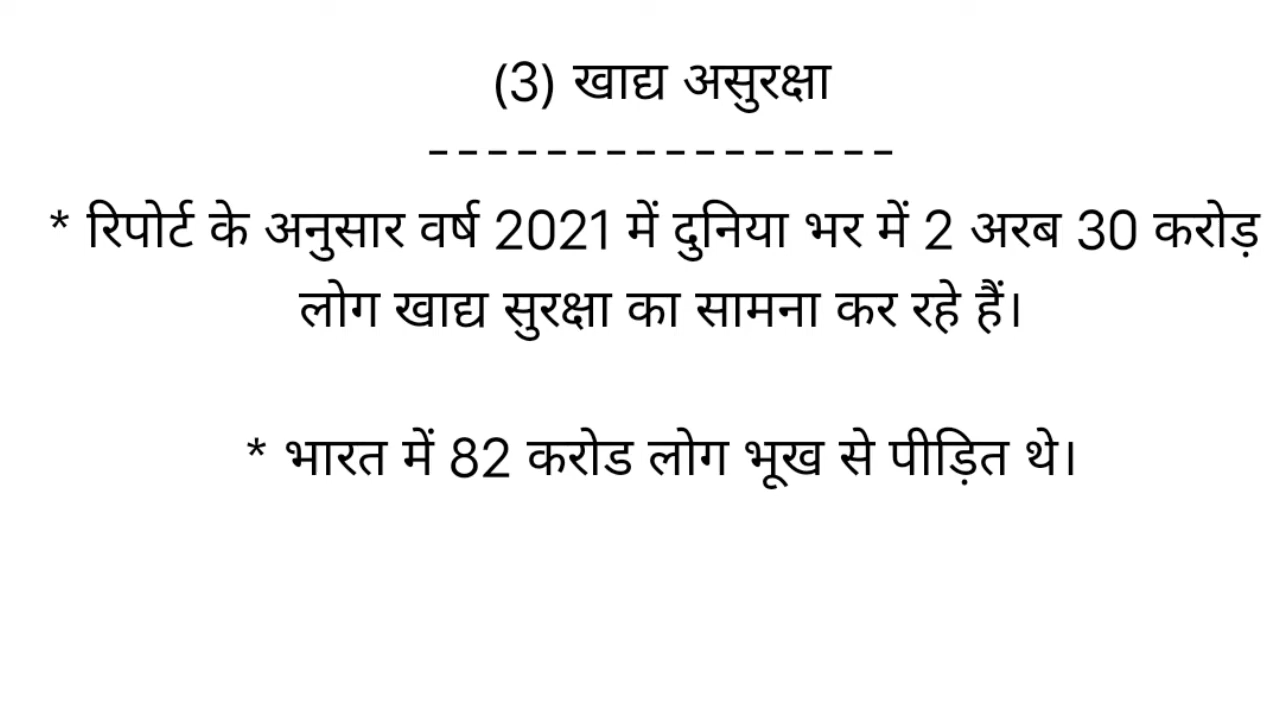 (3) खाद्य असुरक्षा
----------------
* रिपोर्ट के अनुसार वर्ष 2021 में दुनिया भर में 2 अरब 30 करोड़
लोग खाद्य सुरक्षा का सामना कर रहे हैं।
* भारत में 82 करोड लोग भूख से पीड़ित थे।